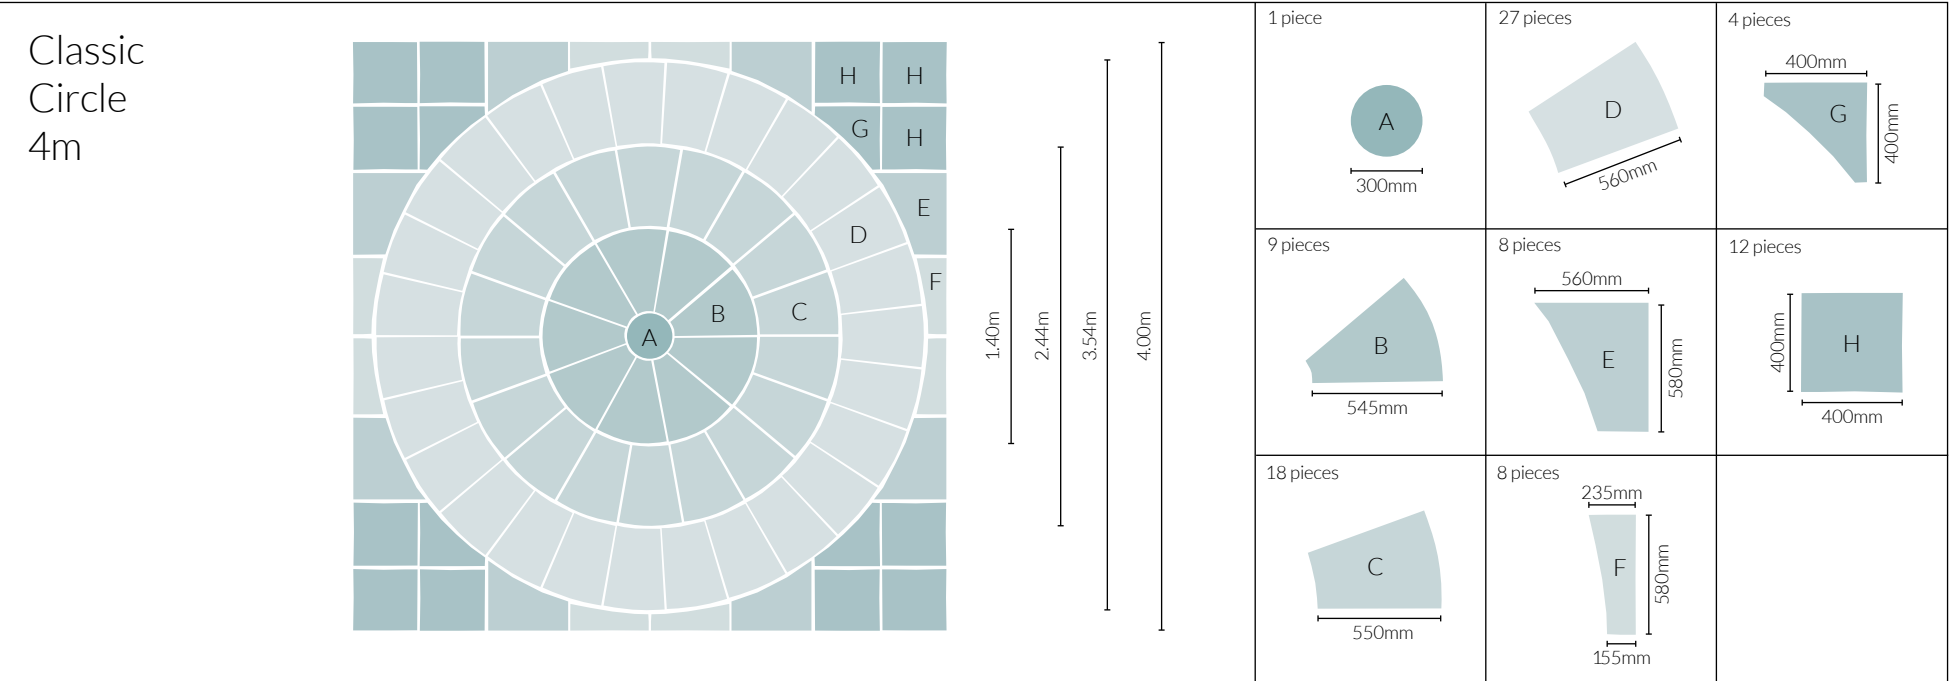 Classic
Circle
4m
H
H
G
H
E
D
F
B
C
A
1.40m
2.44m
3.54m
4.00m
1 piece
A
300mm
27 pieces
D
560mm
4 pieces
400mm
G
400mm
9 pieces
B
545mm
8 pieces
560mm
E
580mm
12 pieces
400mm
H
400mm
18 pieces
C
550mm
8 pieces
235mm
F
580mm
155mm